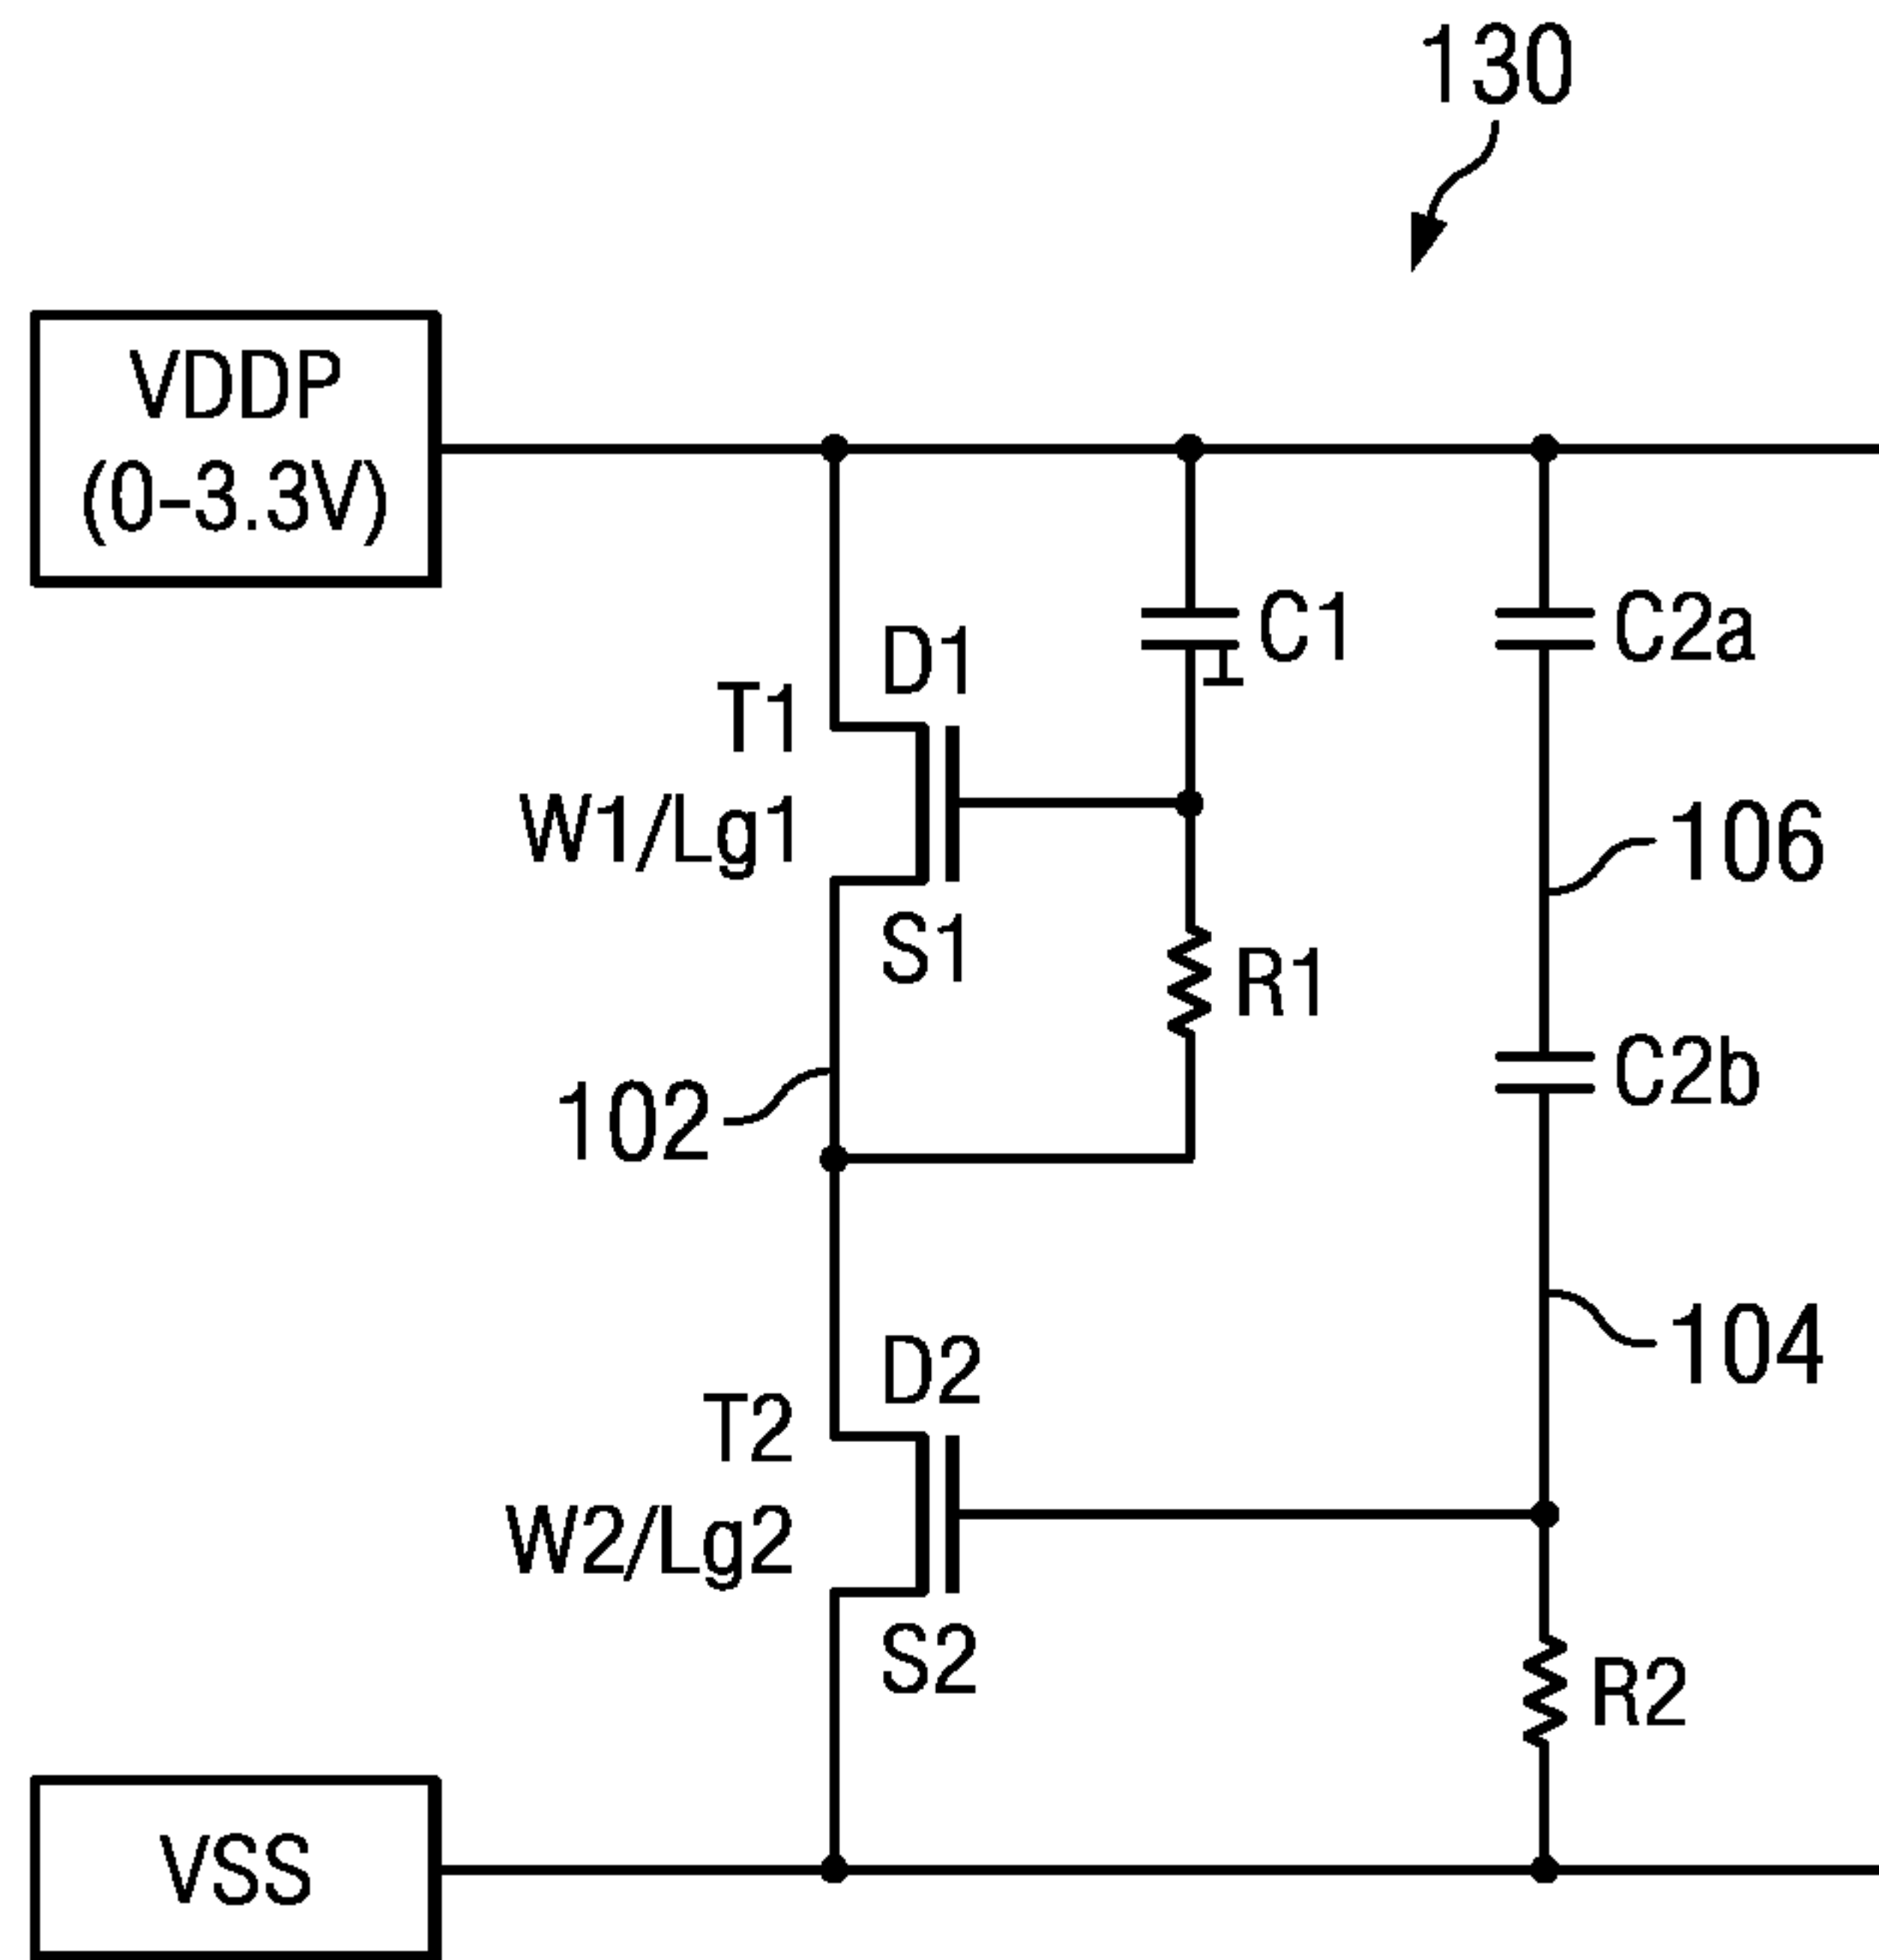 130
VDDP
(0-3.3V)
C1
C2a
D1
T1
W1/Lg1
106
S1
R1
C2b
102
104
D2
T2
W2/Lg2
S2
R2
VSS